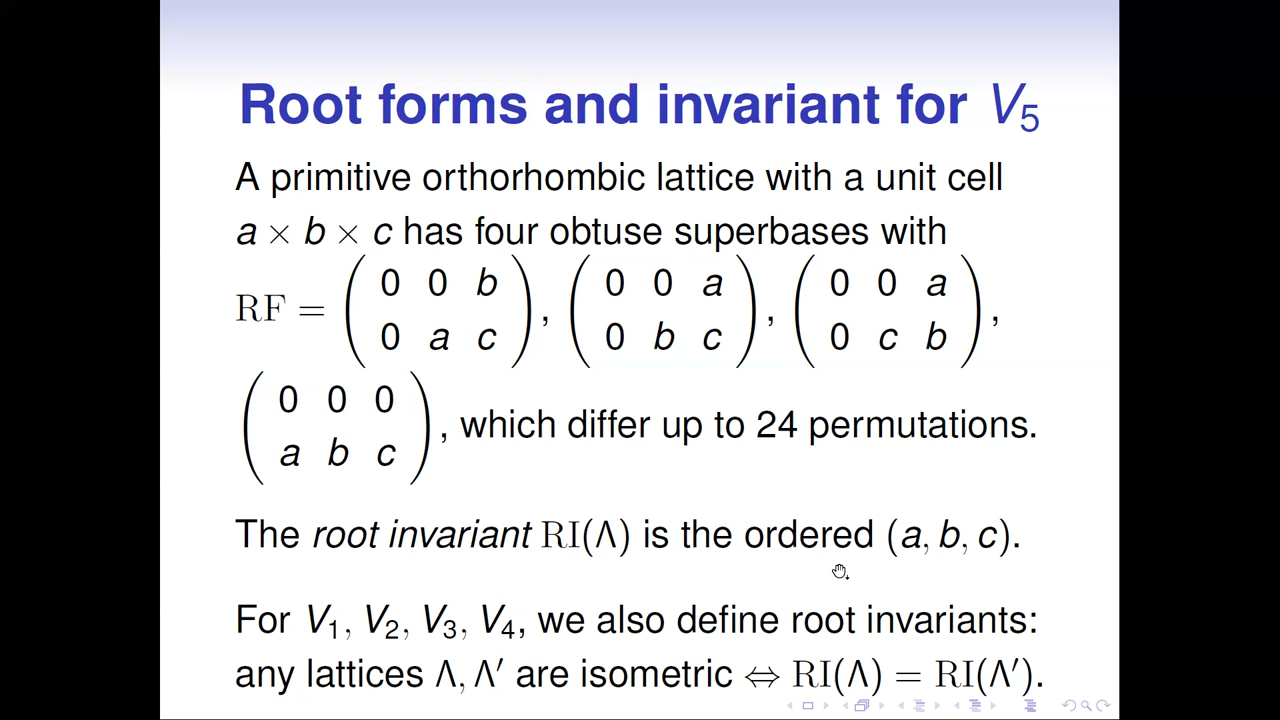 Root forms and invariant for V₅
A primitive orthorhombic lattice with a unit cell
a × b × c has four obtuse superbases with
RF = ( 0 0 b ; 0 a c ), ( 0 0 a ; 0 b c ), ( 0 0 a ; 0 c b ),
( 0 0 0 ; a b c ), which differ up to 24 permutations.
The root invariant RI(Λ) is the ordered (a, b, c).
For V₁, V₂, V₃, V₄, we also define root invariants:
any lattices Λ, Λ′ are isometric ⇔ RI(Λ) = RI(Λ′).